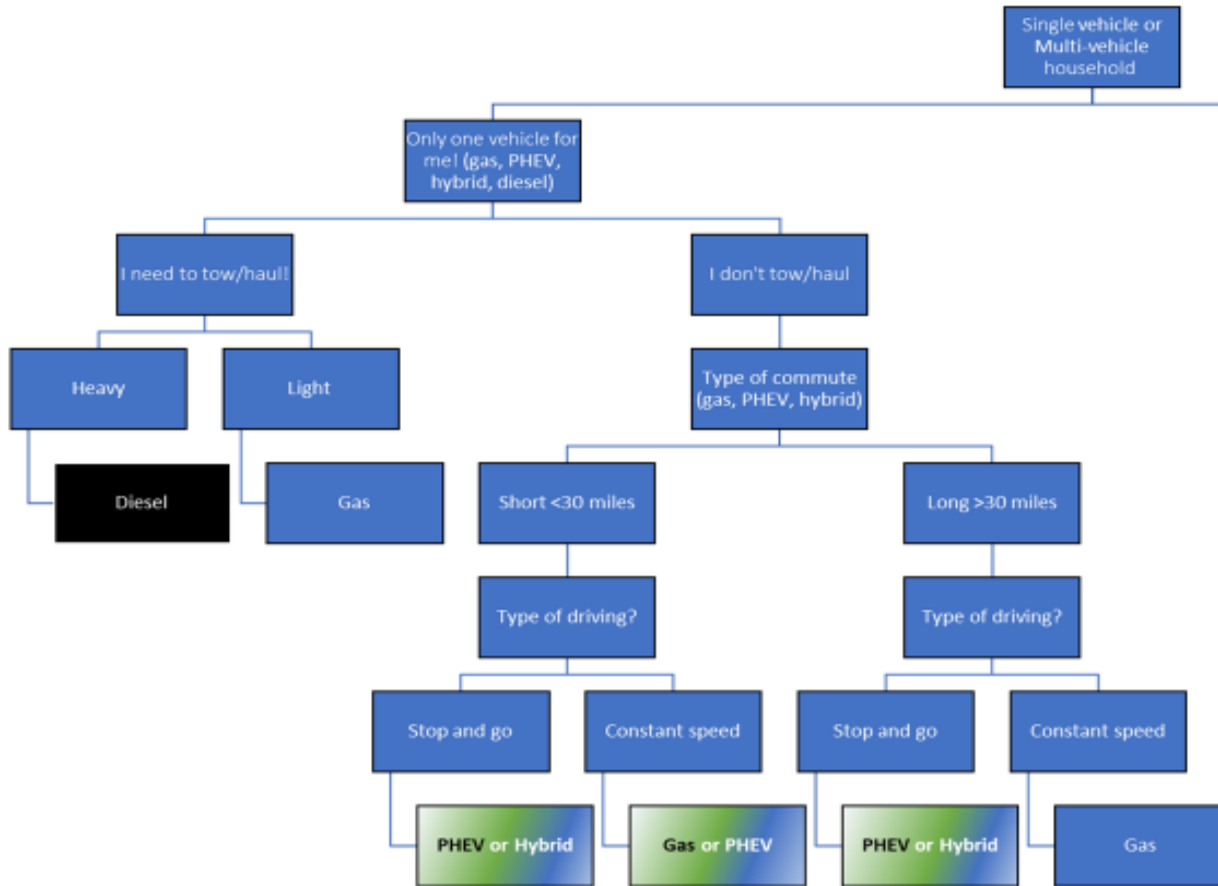 Single vehicle or
Multi-vehicle
household
Only one vehicle for
me! (gas, PHEV,
hybrid, diesel)
I need to tow/haul!
I don't tow/haul
Heavy
Light
Type of commute
(gas, PHEV, hybrid)
Diesel
Gas
Short <30 miles
Long >30 miles
Type of driving?
Type of driving?
Stop and go
Constant speed
Stop and go
Constant speed
PHEV or Hybrid
Gas or PHEV
PHEV or Hybrid
Gas